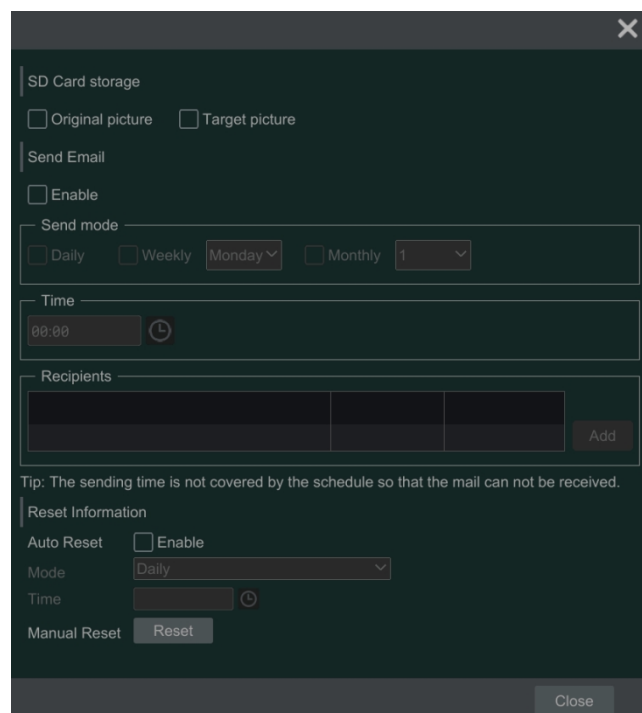 SD Card storage
Original picture Target picture
Send Email
Enable
Send mode
Daily Weekly Monday Monthly 1
Time
00:00
Recipients
Add
Tip: The sending time is not covered by the schedule so that the mail can not be received.
Reset Information
Auto Reset Enable
Mode Daily
Time
Manual Reset Reset
Close